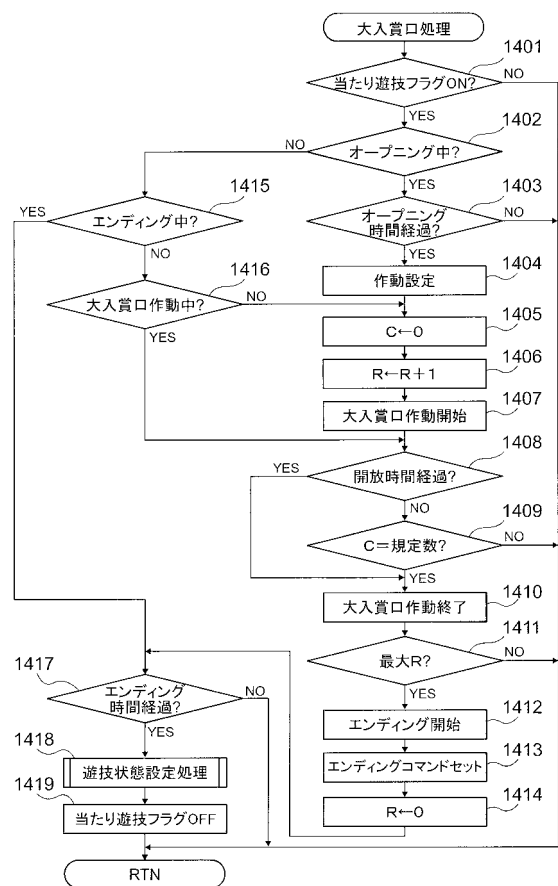 大入賞口処理
1401
当たり遊技フラグON?
NO
YES
1402
オープニング中?
NO
YES
1403
オープニング
時間経過?
NO
YES
1404
作動設定
1405
C←0
1406
R←R+1
1407
大入賞口作動開始
1415
エンディング中?
YES
NO
1416
大入賞口作動中?
NO
YES
1408
開放時間経過?
YES
NO
1409
C=規定数?
NO
YES
1410
大入賞口作動終了
1411
最大R?
NO
YES
1412
エンディング開始
1413
エンディングコマンドセット
1414
R←0
1417
エンディング
時間経過?
NO
YES
1418
遊技状態設定処理
1419
当たり遊技フラグOFF
RTN